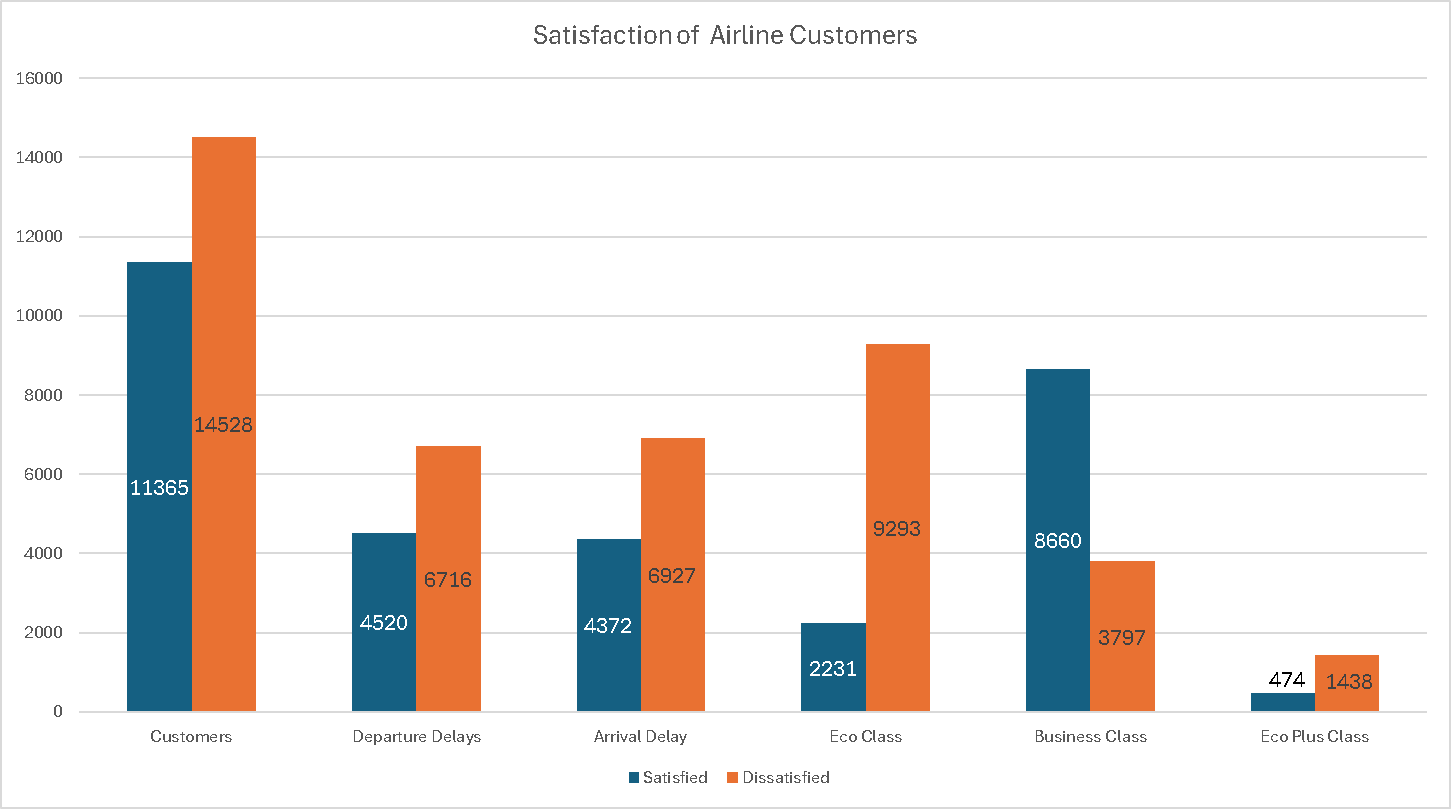 Satisfaction of Airline Customers
16000
14000
12000
10000
8000
6000
4000
2000
0
11365
14528
4520
6716
4372
6927
2231
9293
8660
3797
474
1438
Customers
Departure Delays
Arrival Delay
Eco Class
Business Class
Eco Plus Class
Satisfied
Dissatisfied